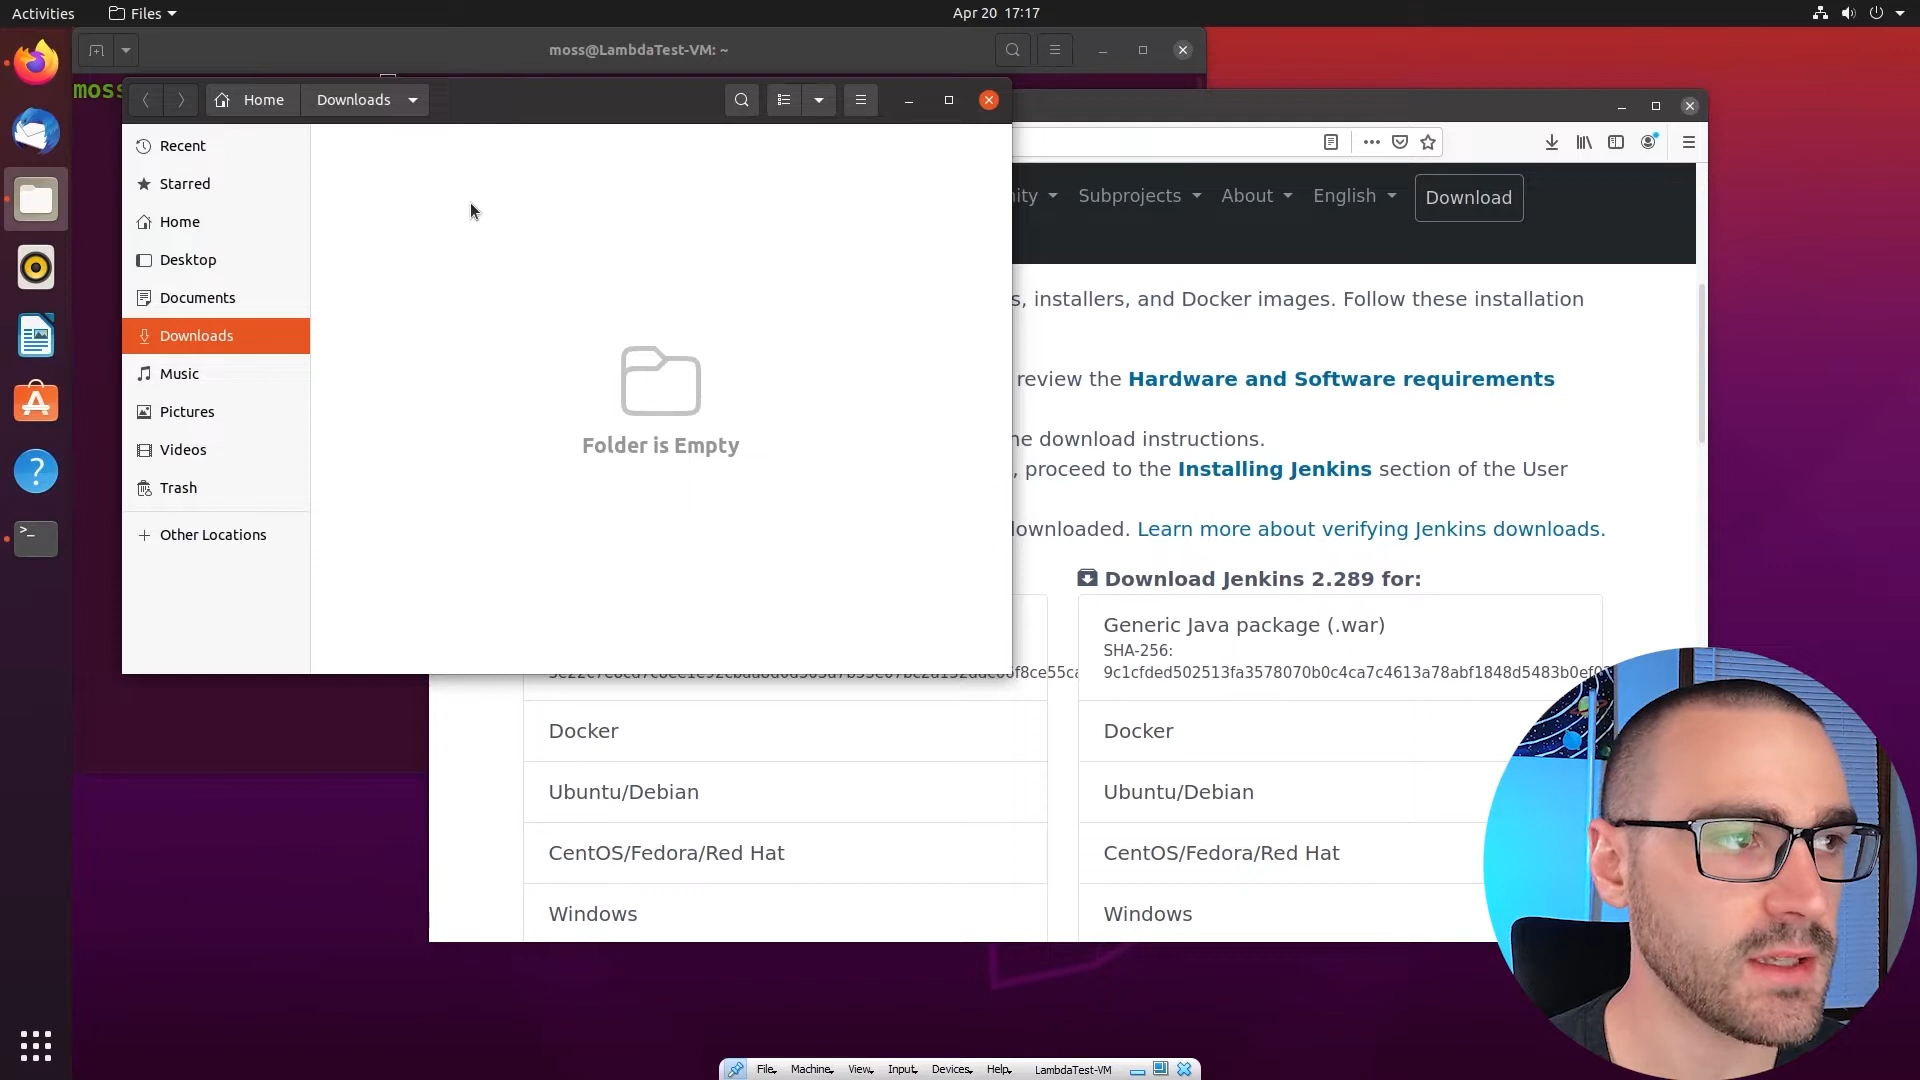 Activities
Files
Apr 20 17:17
moss@LambdaTest-VM: ~
moss
Home
Downloads
Recent
Starred
Home
Desktop
Documents
Downloads
Music
Pictures
Videos
Trash
Other Locations
Folder is Empty
Subprojects
About
English
Download
s, installers, and Docker images. Follow these installation
review the Hardware and Software requirements
he download instructions.
, proceed to the Installing Jenkins section of the User
ownloaded. Learn more about verifying Jenkins downloads.
Download Jenkins 2.289 for:
Generic Java package (.war)
SHA-256:
9c1cfded502513fa3578070b0c4ca7c4613a78abf1848d5483b0ef0
Docker
Docker
Ubuntu/Debian
Ubuntu/Debian
CentOS/Fedora/Red Hat
CentOS/Fedora/Red Hat
Windows
Windows
File
Machine
View
Input
Devices
Help
LambdaTest-VM